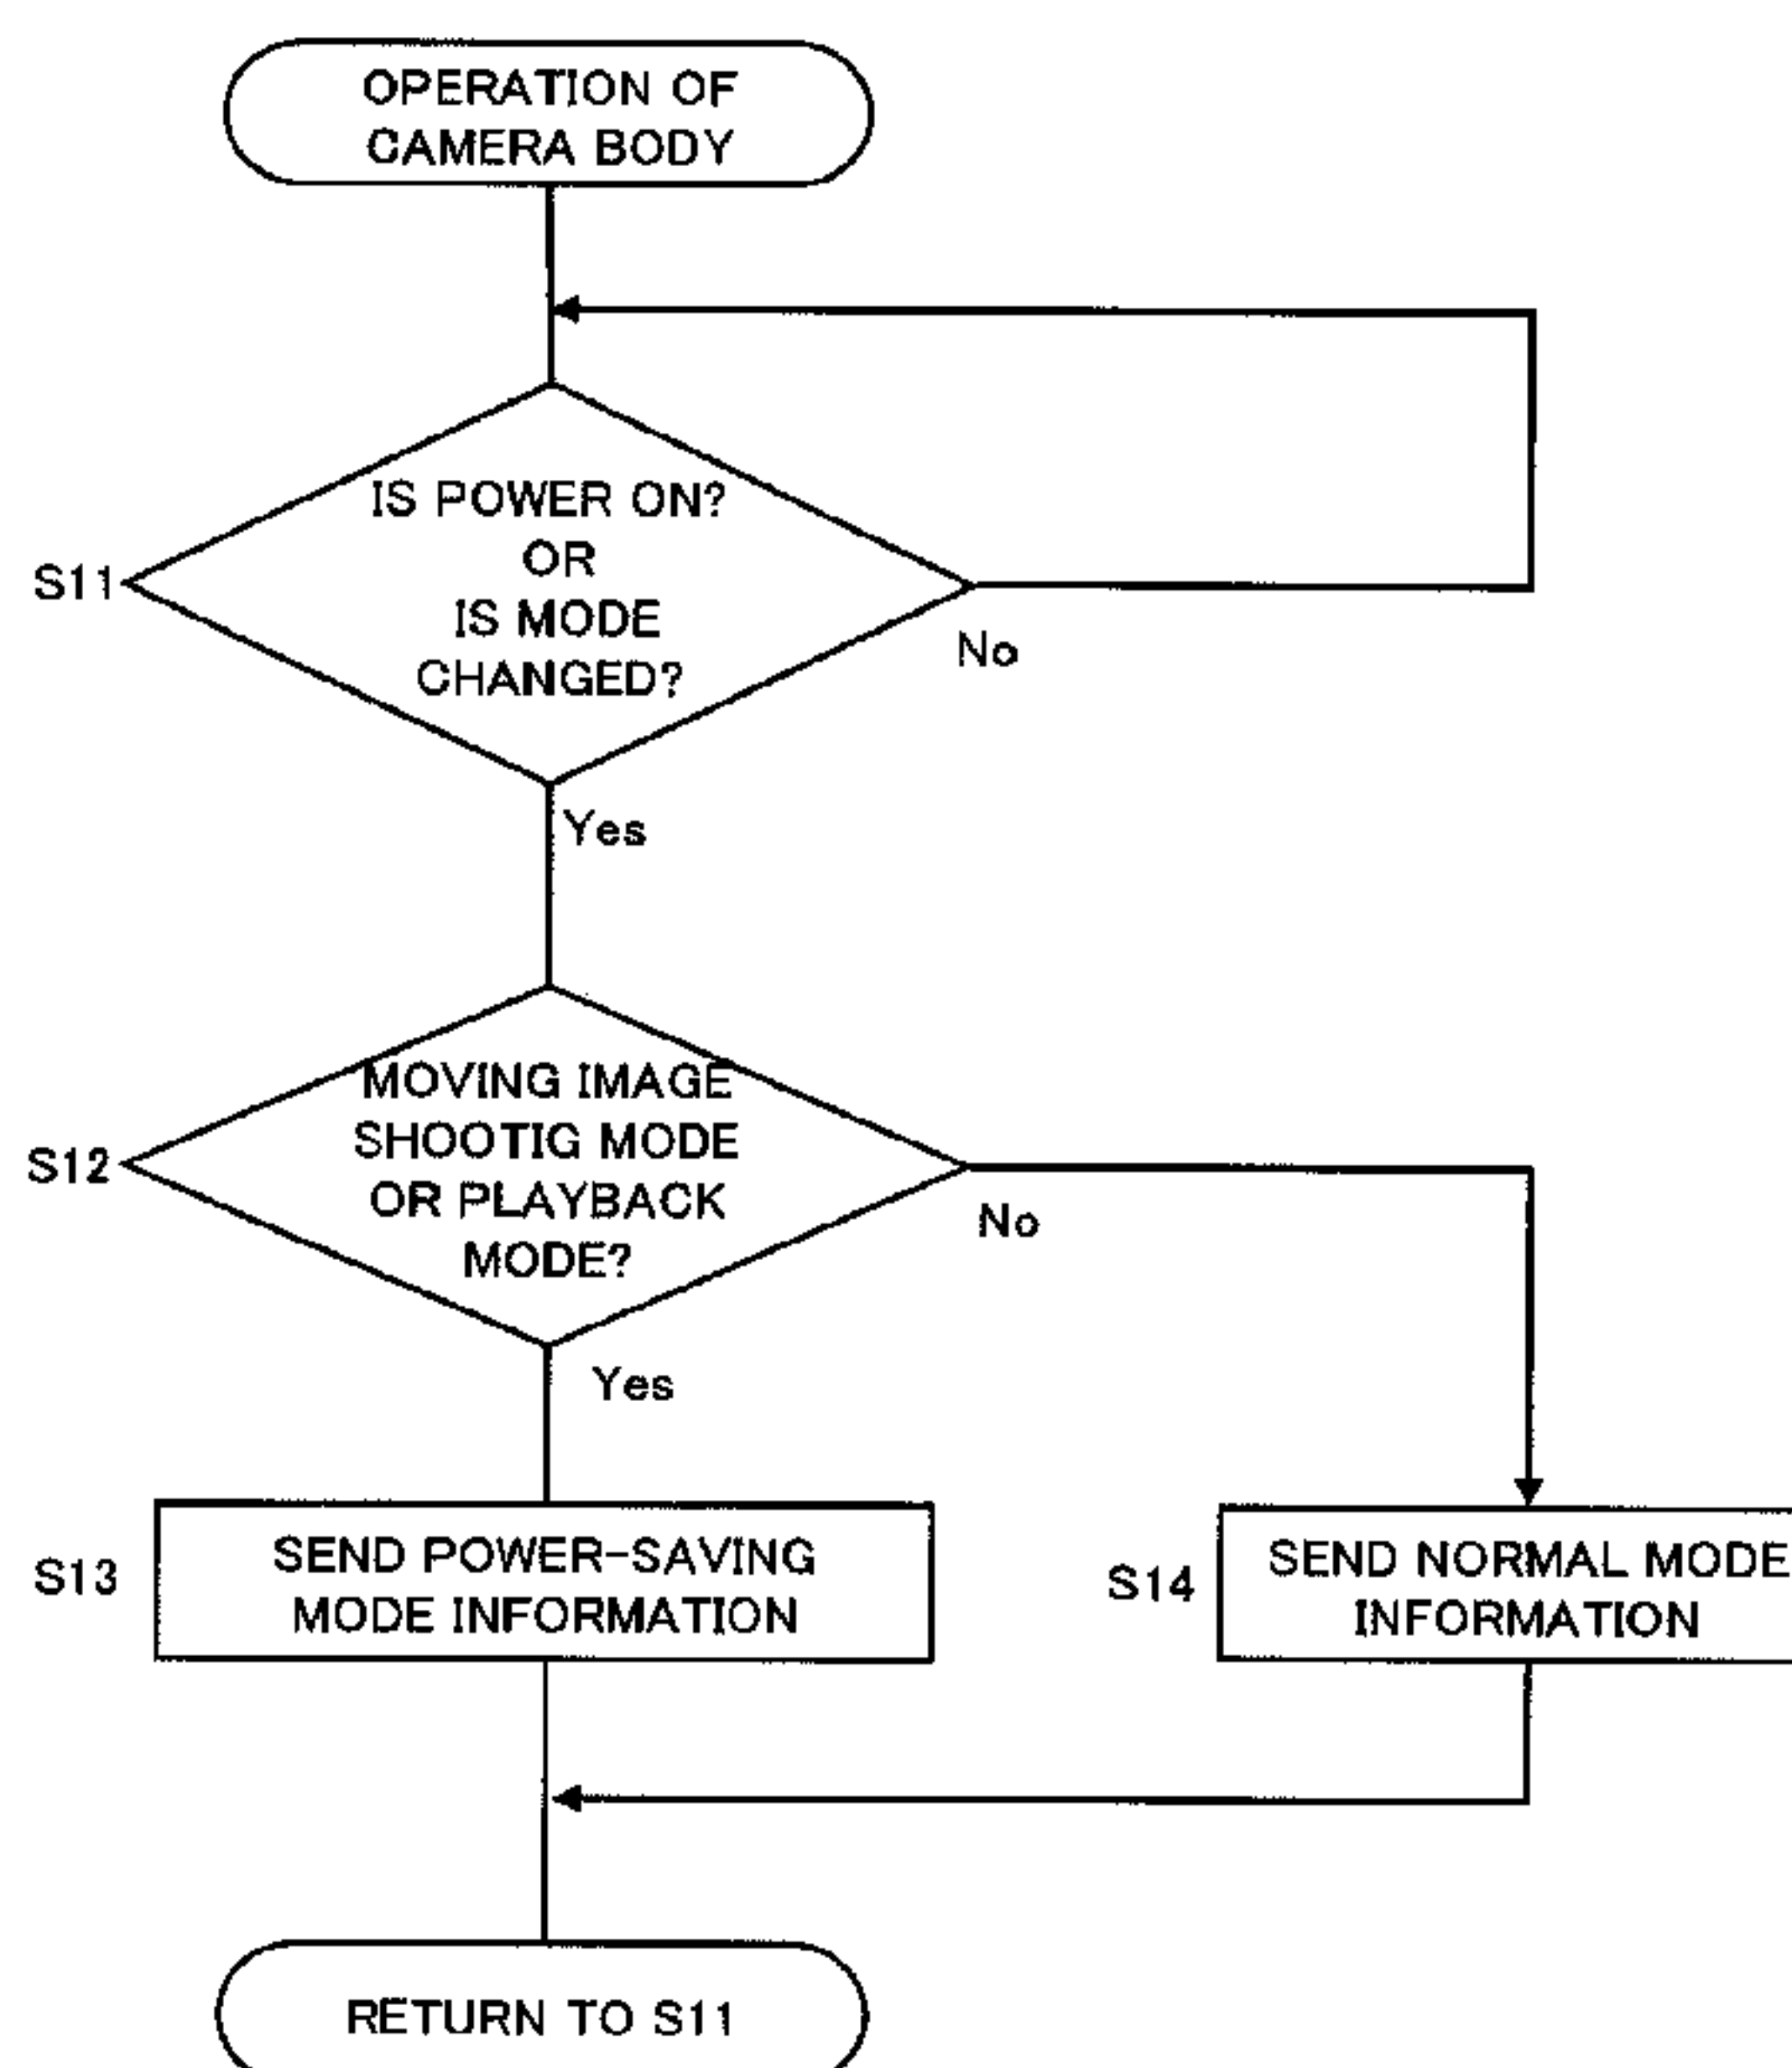 OPERATION OF
CAMERA BODY
S11
IS POWER ON?
OR
IS MODE
CHANGED?
No
Yes
S12
MOVING IMAGE
SHOOTIG MODE
OR PLAYBACK
MODE?
No
Yes
S13
SEND POWER-SAVING
MODE INFORMATION
S14
SEND NORMAL MODE
INFORMATION
RETURN TO S11